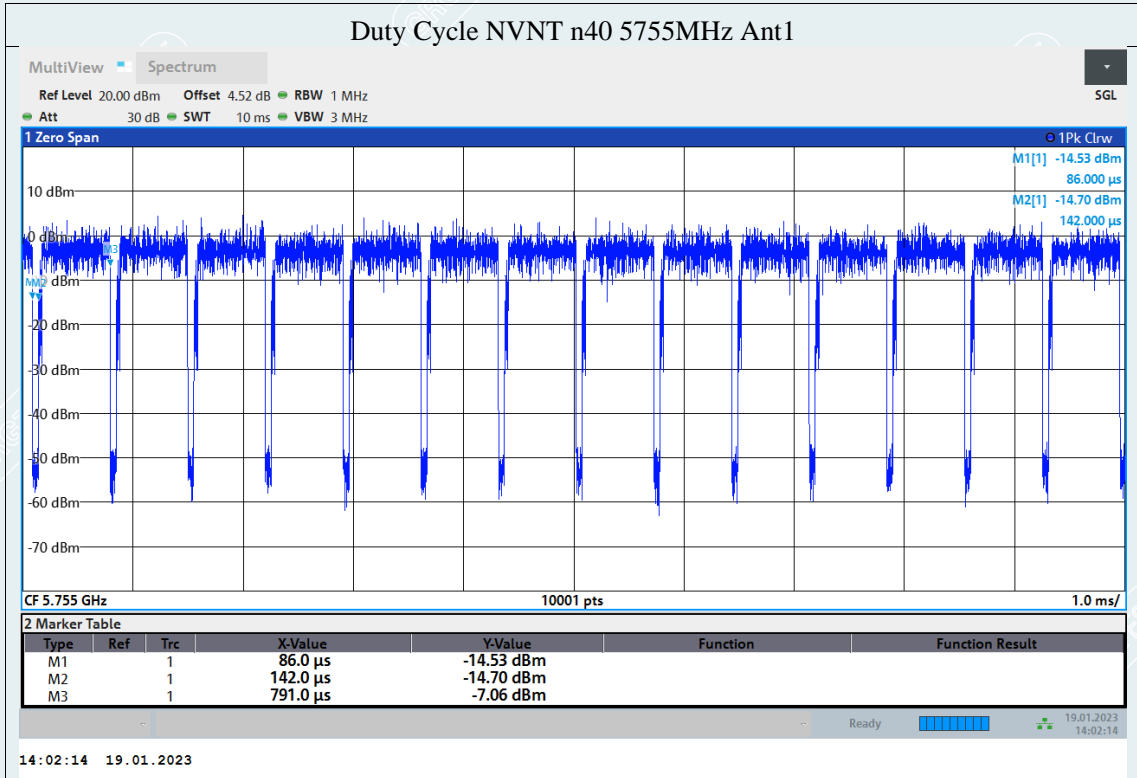 Duty Cycle NVNT n40 5755MHz Ant1
MultiView Spectrum
Ref Level 20.00 dBm Offset 4.52 dB RBW 1 MHz SGL
Att 30 dB SWT 10 ms VBW 3 MHz
1 Zero Span 1Pk Clrw
M1[1] -14.53 dBm
86.000 µs
M2[1] -14.70 dBm
142.000 µs
10 dBm
0 dBm
M3
M2 dBm
-20 dBm
-30 dBm
-40 dBm
-50 dBm
-60 dBm
-70 dBm
CF 5.755 GHz 10001 pts 1.0 ms/
2 Marker Table
Type Ref Trc X-Value Y-Value Function Function Result
M1 1 86.0 µs -14.53 dBm
M2 1 142.0 µs -14.70 dBm
M3 1 791.0 µs -7.06 dBm
Ready 19.01.2023
14:02:14
14:02:14 19.01.2023